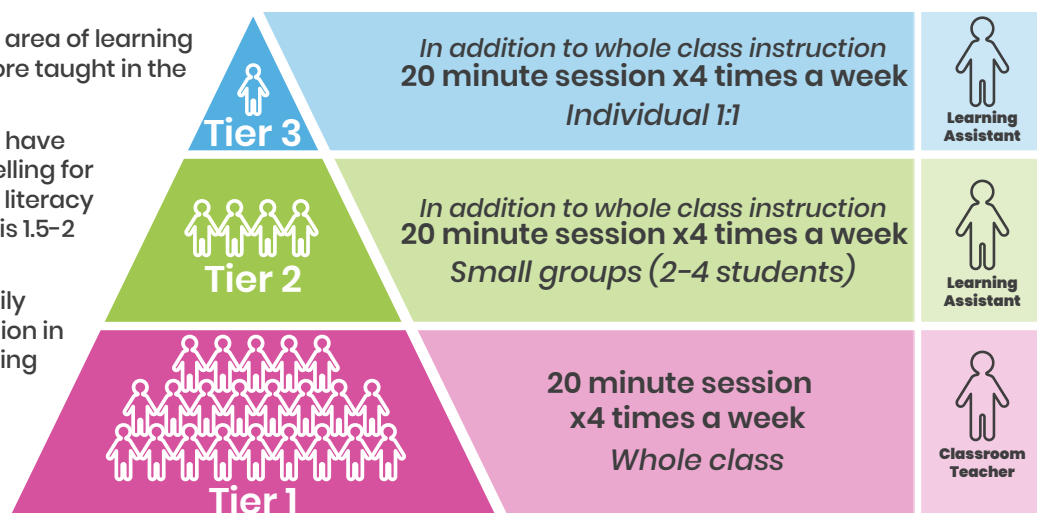 area of learning
ore taught in the
have
elling for
literacy
is 1.5-2
ily
ion in
ing
Tier 3
In addition to whole class instruction
20 minute session x4 times a week
Individual 1:1
Learning
Assistant
Tier 2
In addition to whole class instruction
20 minute session x4 times a week
Small groups (2-4 students)
Learning
Assistant
Tier 1
20 minute session
x4 times a week
Whole class
Classroom
Teacher